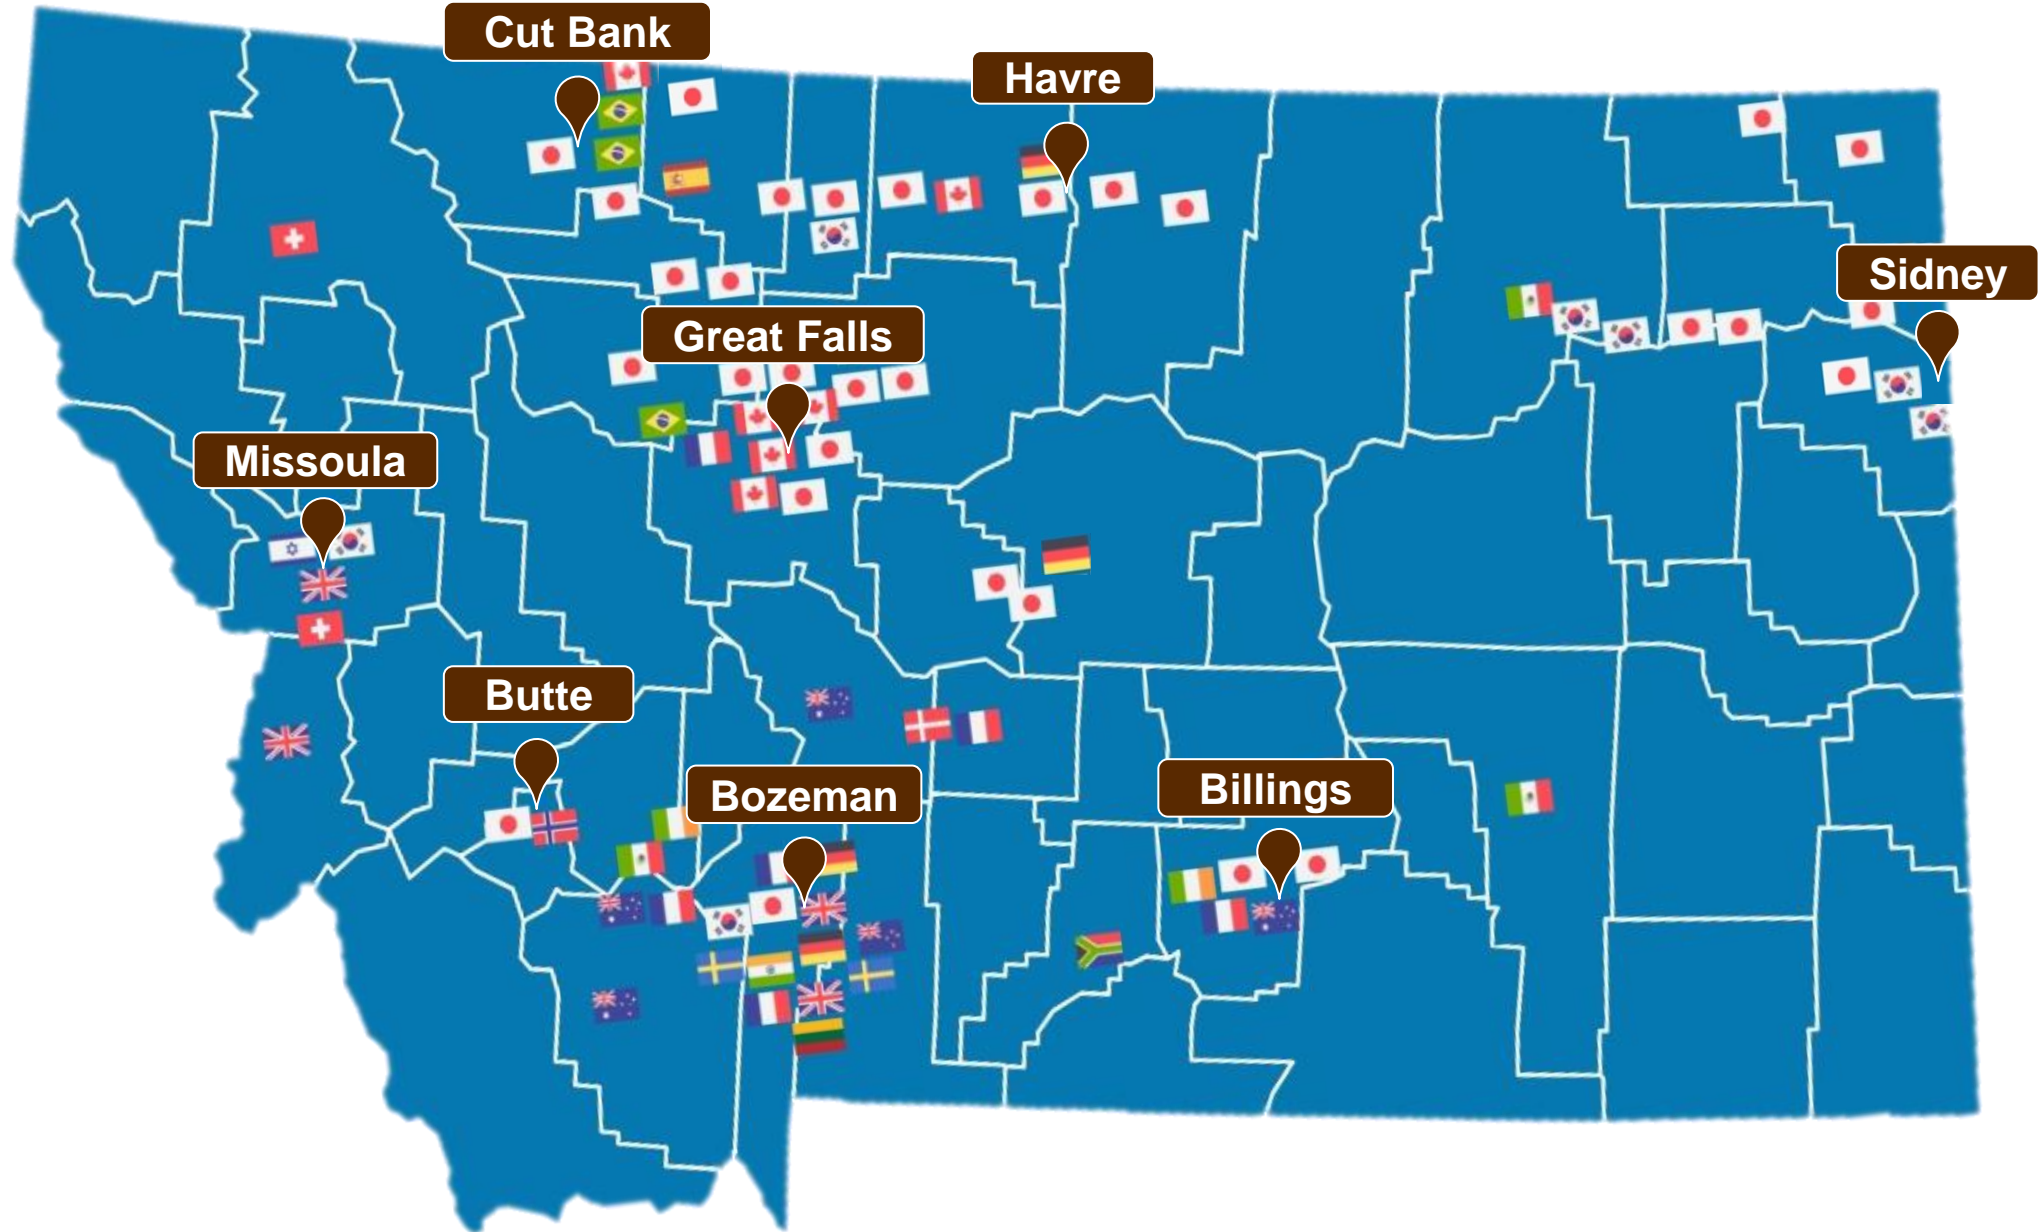 Cut Bank
Havre
Sidney
Great Falls
Missoula
Butte
Bozeman
Billings